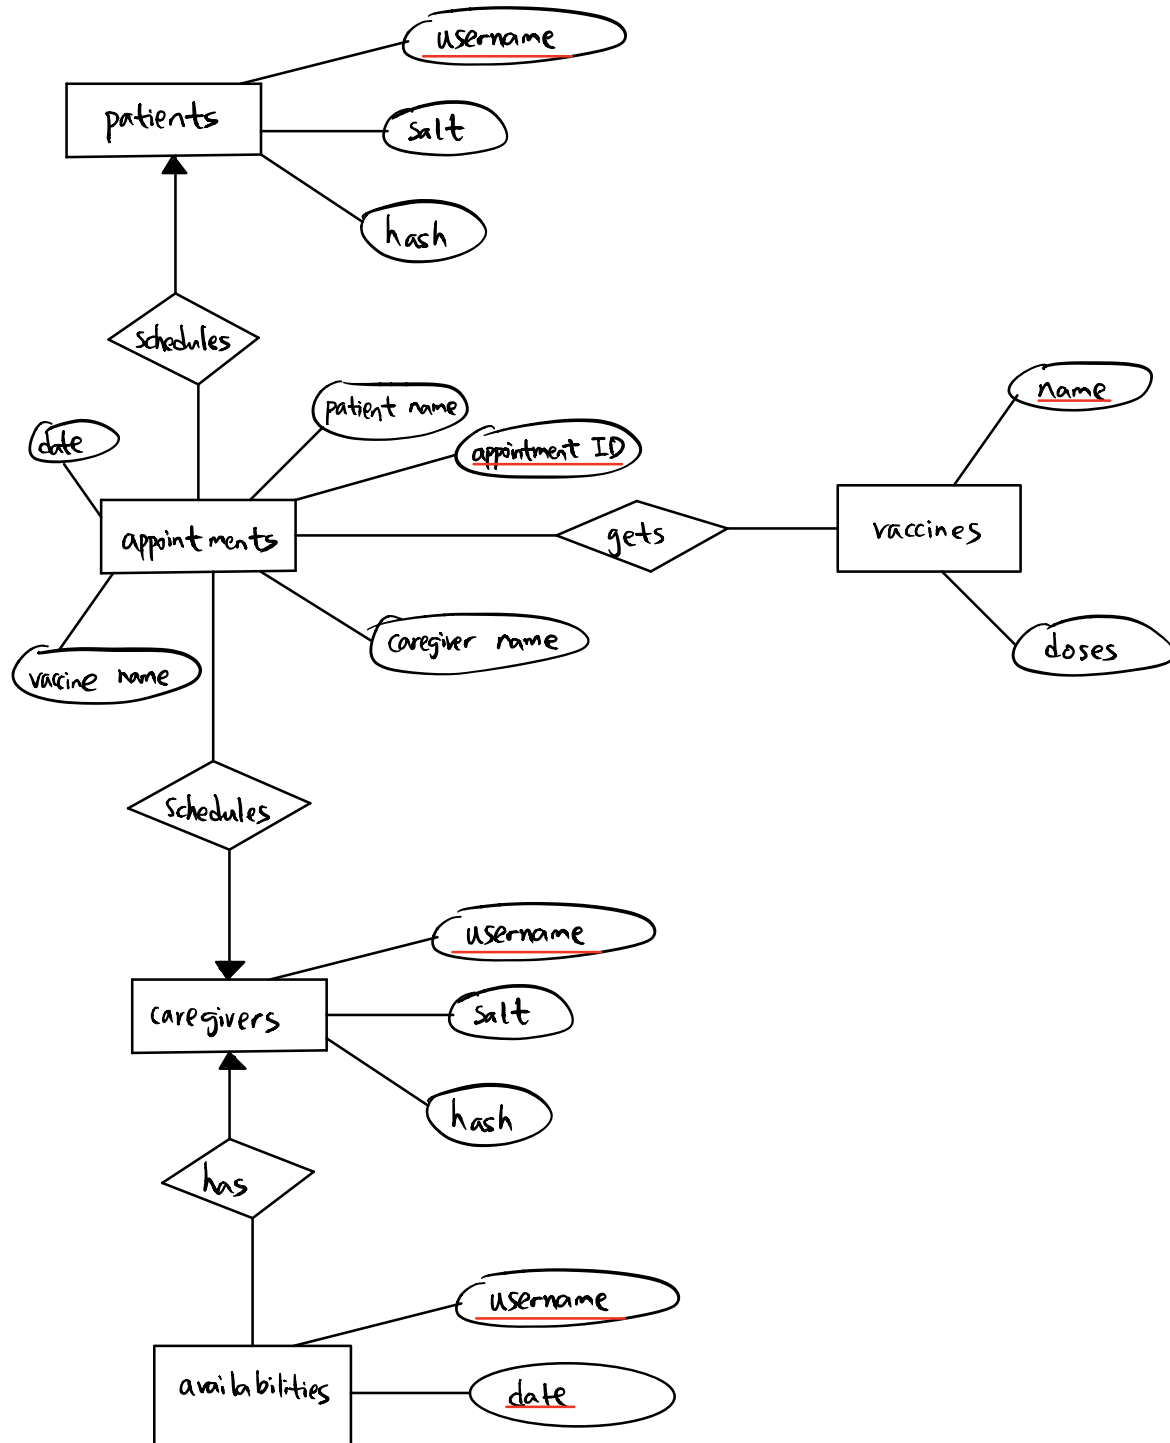 username
patients
salt
hash
schedules
name
patient name
date
appointment ID
appointments
gets
vaccines
caregiver name
doses
vaccine name
schedules
username
caregivers
salt
hash
has
username
availabilities
date